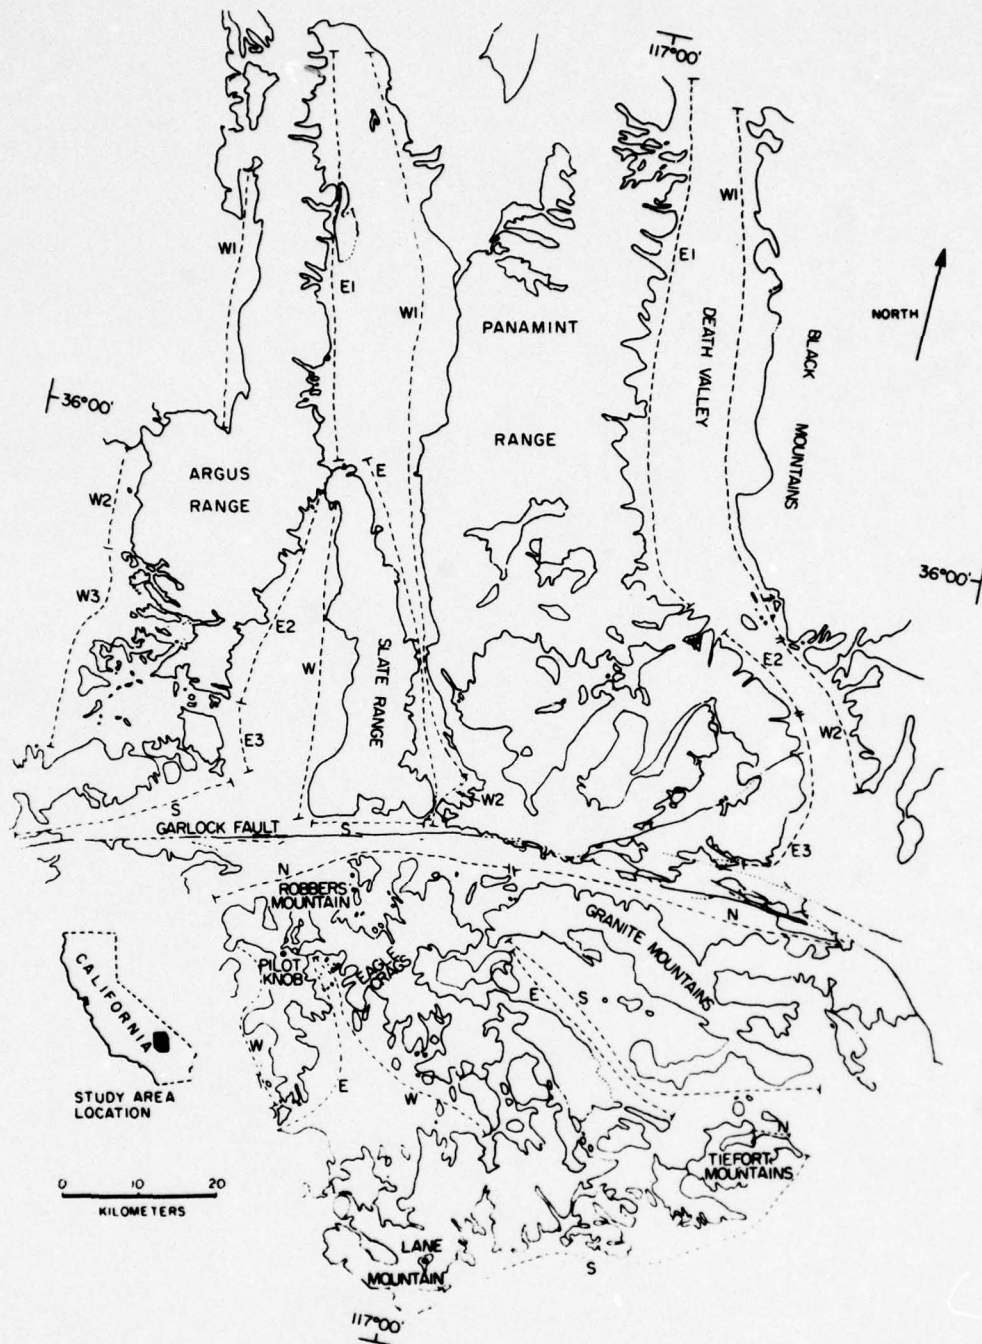 117°00'
W1
W1
E1
E1
W1
NORTH
PANAMINT
RANGE
DEATH VALLEY
BLACK
MOUNTAINS
36°00'
ARGUS
RANGE
E
W2
36°00'
W3
E2
W
SLATE RANGE
E2
W2
E3
W2
S
S
GARLOCK FAULT
E3
N
ROBBERS
MOUNTAIN
N
GRANITE MOUNTAINS
PILOT
KNOB
EAGLE
CRAGS
E
S
CALIFORNIA
W
E
W
STUDY AREA
LOCATION
N
TIEFORT
MOUNTAINS
0 10 20
KILOMETERS
LANE
MOUNTAIN
S
117°00'